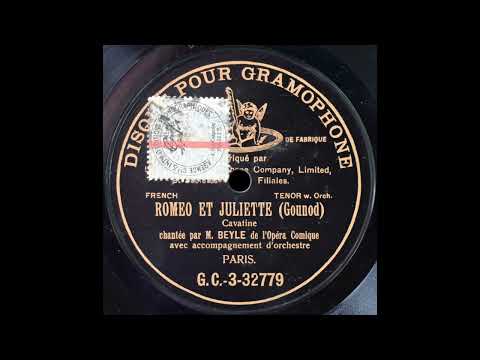 DISQUE POUR GRAMOPHONE
DE FABRIQUE
par
Company, Limited,
Filiales.
FRENCH TENOR w. Orch.
ROMEO ET JULIETTE (Gounod)
Cavatine
chantée par M. BEYLE de l'Opéra Comique
avec accompagnement d'orchestre
PARIS.
G.C.-3-32779